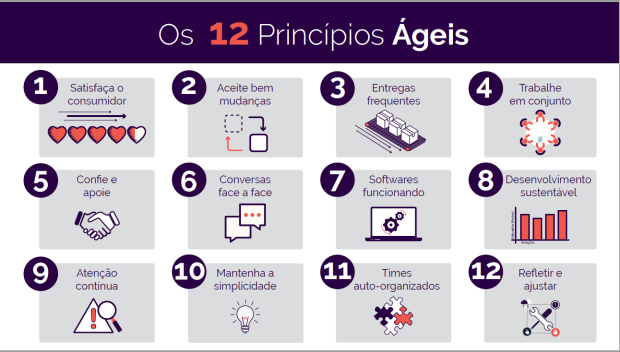 Os 12 Princípios Ágeis
1
Satisfaça o
consumidor
2
Aceite bem
mudanças
3
Entregas
frequentes
4
Trabalhe
em conjunto
5
Confie e
apoie
6
Conversas
face a face
7
Softwares
funcionando
8
Desenvolvimento
sustentável
9
Atenção
contínua
10
Mantenha a
simplicidade
11
Times
auto-organizados
12
Refletir e
ajustar